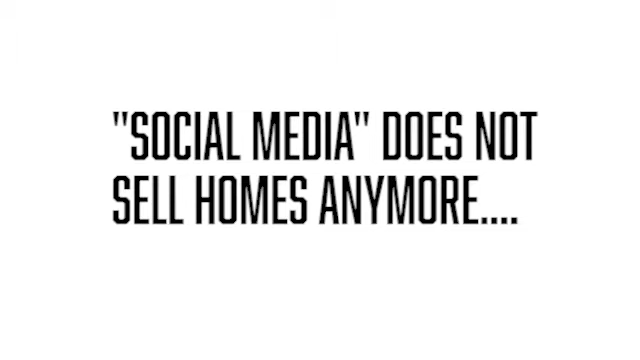 "SOCIAL MEDIA" DOES NOT
SELL HOMES ANYMORE....